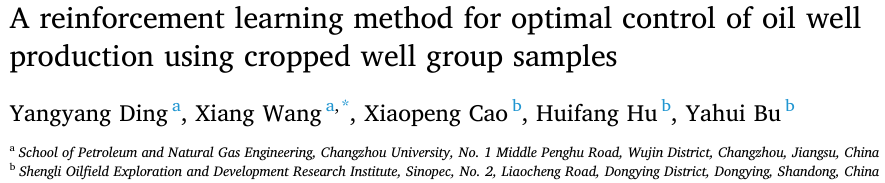 A reinforcement learning method for optimal control of oil well
production using cropped well group samples
Yangyang Ding a, Xiang Wang a,*, Xiaopeng Cao b, Huifang Hu b, Yahui Bu b
a School of Petroleum and Natural Gas Engineering, Changzhou University, No. 1 Middle Penghu Road, Wujin District, Changzhou, Jiangsu, China
b Shengli Oilfield Exploration and Development Research Institute, Sinopec, No. 2, Liaocheng Road, Dongying District, Dongying, Shandong, China